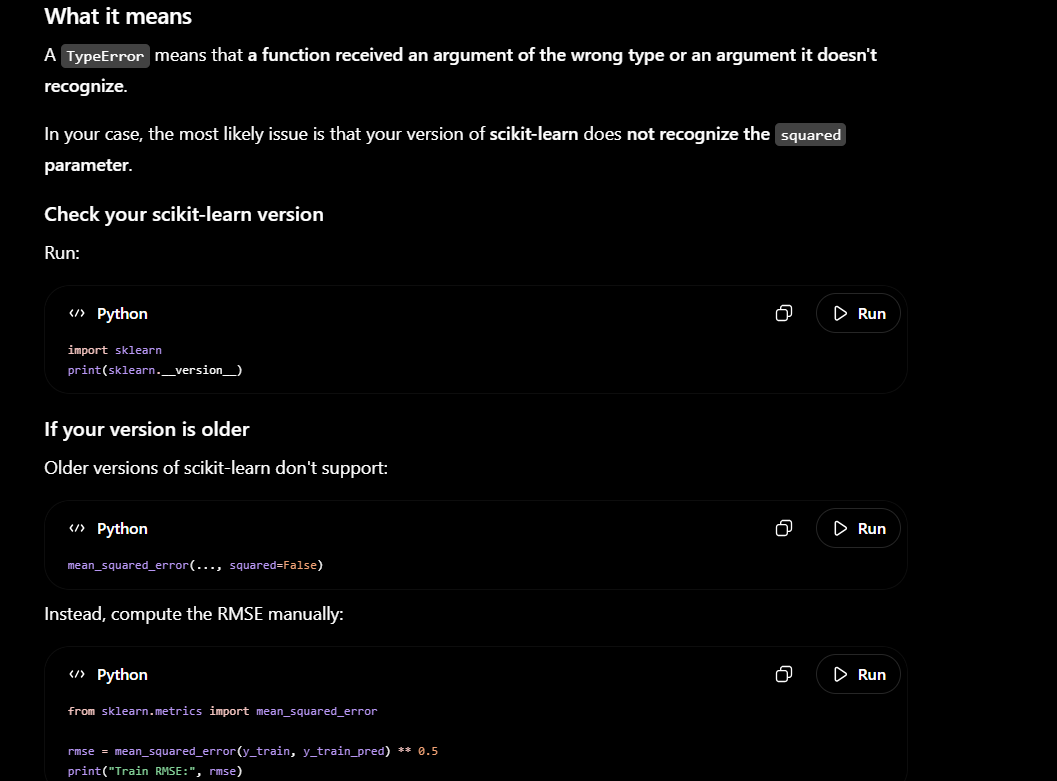 What it means
A TypeError means that a function received an argument of the wrong type or an argument it doesn't
recognize.
In your case, the most likely issue is that your version of scikit-learn does not recognize the squared
parameter.
Check your scikit-learn version
Run:
Python
Run
import sklearn
print(sklearn.__version__)
If your version is older
Older versions of scikit-learn don't support:
Python
Run
mean_squared_error(..., squared=False)
Instead, compute the RMSE manually:
Python
Run
from sklearn.metrics import mean_squared_error
rmse = mean_squared_error(y_train, y_train_pred) ** 0.5
print("Train RMSE:", rmse)